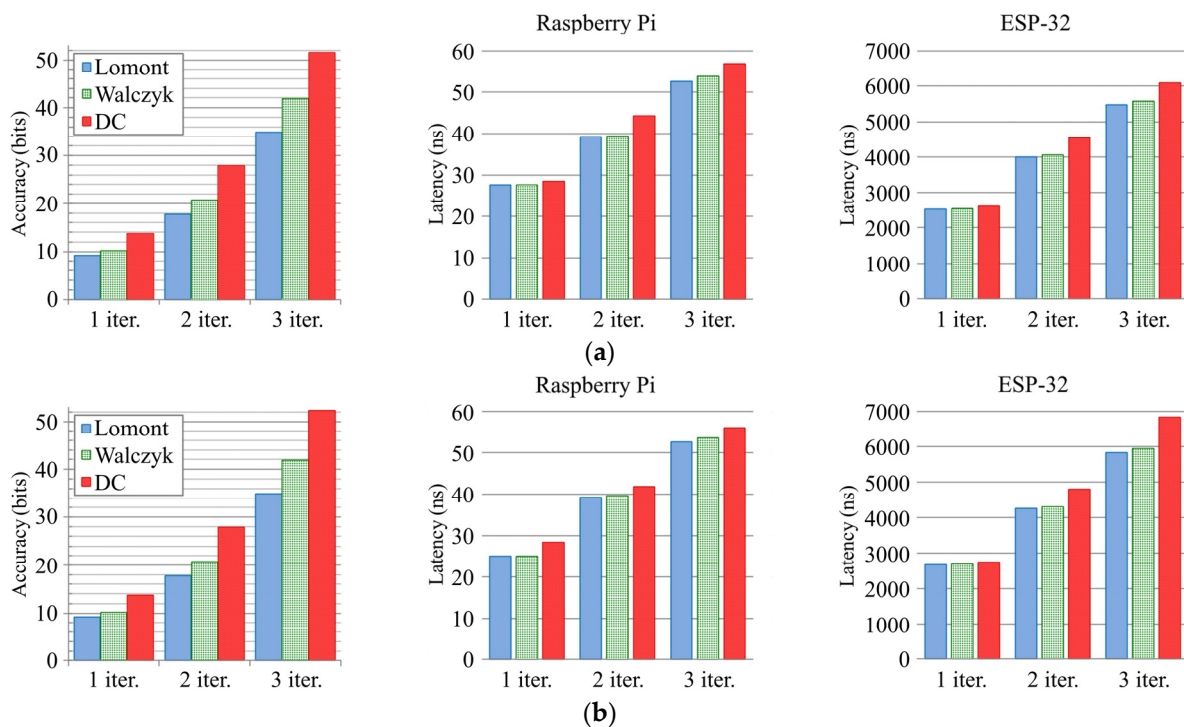 Raspberry Pi
ESP-32
Accuracy (bits)
50
40
30
20
10
0
Lomont
Walczyk
DC
1 iter. 2 iter. 3 iter.
Latency (ns)
60
50
40
30
20
10
0
1 iter. 2 iter. 3 iter.
Latency (ns)
7000
6000
5000
4000
3000
2000
1000
0
1 iter. 2 iter. 3 iter.
(a)
Raspberry Pi
ESP-32
Accuracy (bits)
50
40
30
20
10
0
Lomont
Walczyk
DC
1 iter. 2 iter. 3 iter.
Latency (ns)
60
50
40
30
20
10
0
1 iter. 2 iter. 3 iter.
Latency (ns)
7000
6000
5000
4000
3000
2000
1000
0
1 iter. 2 iter. 3 iter.
(b)